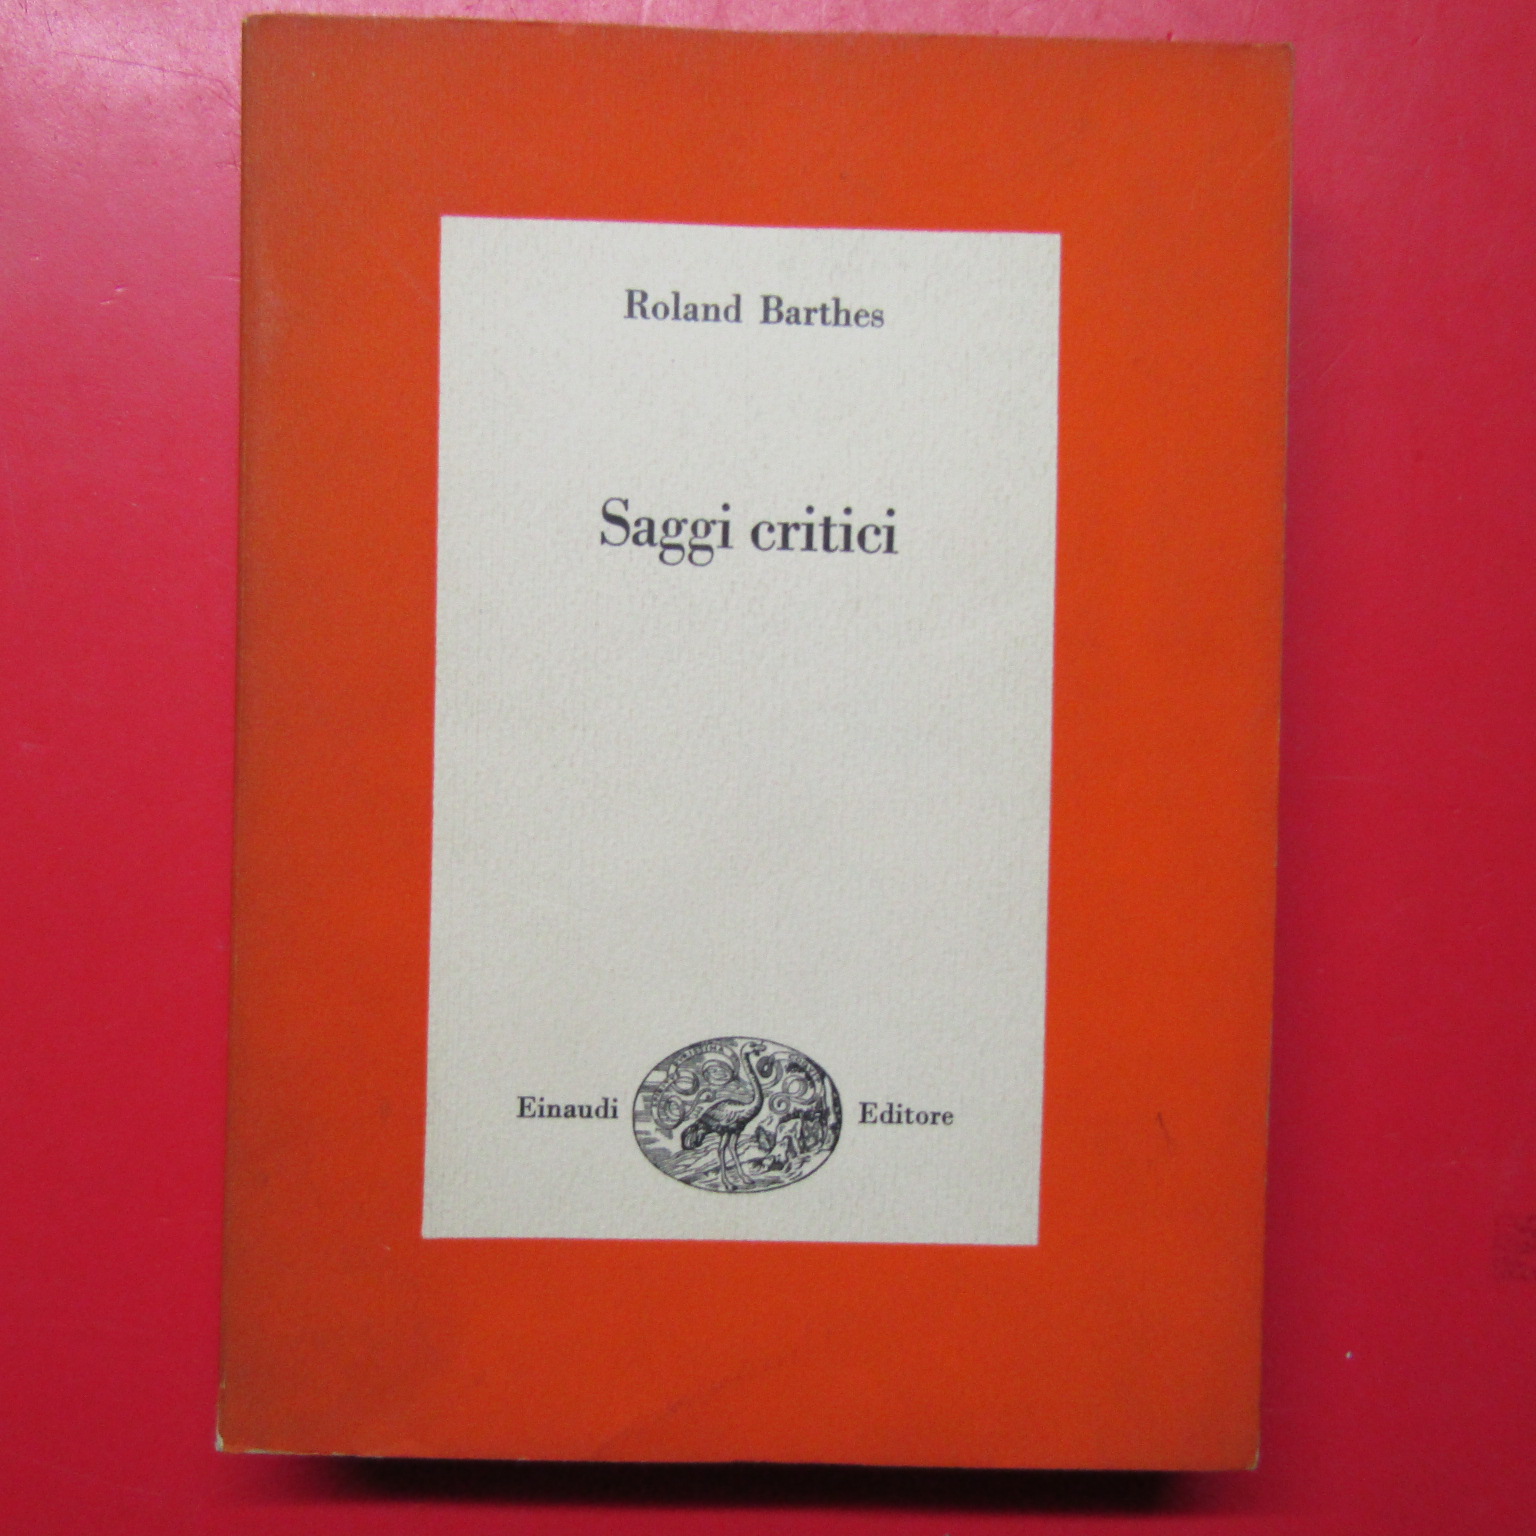 Roland Barthes
Saggi critici
Einaudi Editore